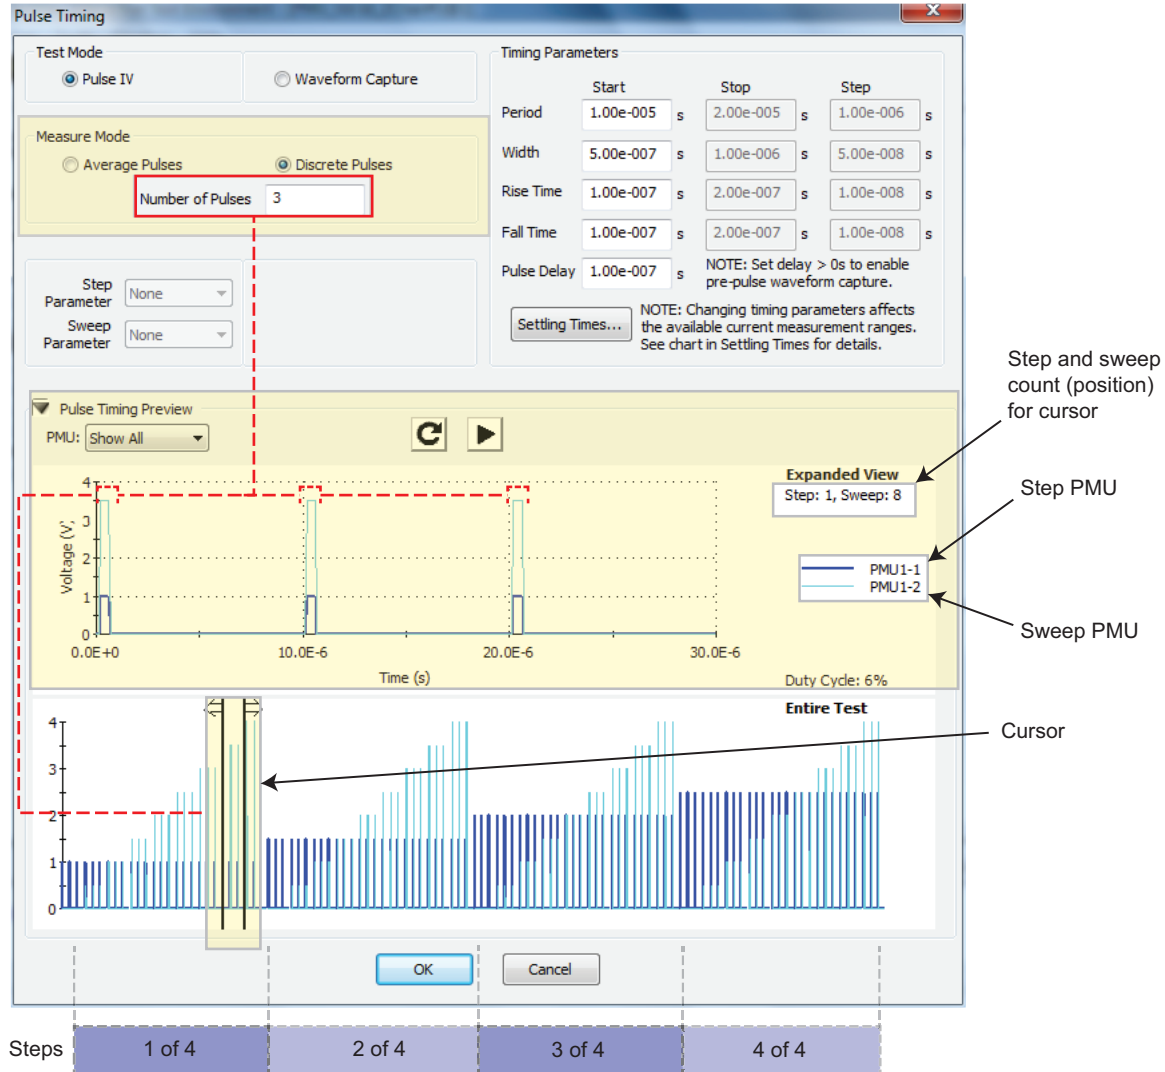 Pulse Timing
X
Test Mode
Pulse IV
Waveform Capture
Measure Mode
Average Pulses
Discrete Pulses
Number of Pulses 3
Step Parameter None
Sweep Parameter None
Timing Parameters
Start Stop Step
Period 1.00e-005 s 2.00e-005 s 1.00e-006 s
Width 5.00e-007 s 1.00e-006 s 5.00e-008 s
Rise Time 1.00e-007 s 2.00e-007 s 1.00e-008 s
Fall Time 1.00e-007 s 2.00e-007 s 1.00e-008 s
Pulse Delay 1.00e-007 s
NOTE: Set delay > 0s to enable
pre-pulse waveform capture.
Settling Times...
NOTE: Changing timing parameters affects
the available current measurement ranges.
See chart in Settling Times for details.
Pulse Timing Preview
PMU: Show All
Expanded View
Step: 1, Sweep: 8
PMU1-1
PMU1-2
Voltage (V)
4
3
2
1
0
0.0E+0 10.0E-6 20.0E-6 30.0E-6
Time (s)
Duty Cycle: 6%
Entire Test
4
3
2
1
0
OK
Cancel
Step and sweep
count (position)
for cursor
Step PMU
Sweep PMU
Cursor
Steps 1 of 4 2 of 4 3 of 4 4 of 4